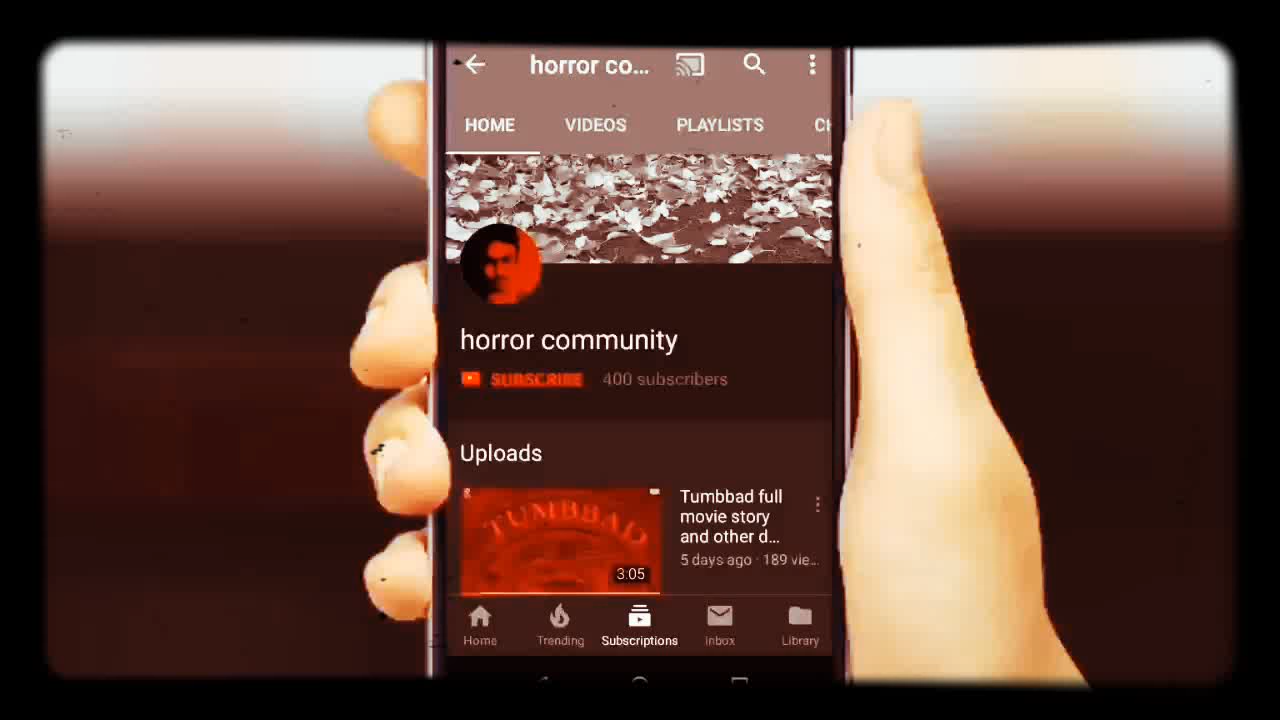 horror co...
HOME VIDEOS PLAYLISTS CH
horror community
SUBSCRIBE 400 subscribers
Uploads
TUMBBAD
3:05
Tumbbad full
movie story
and other d...
5 days ago · 189 vie...
Home Trending Subscriptions Inbox Library